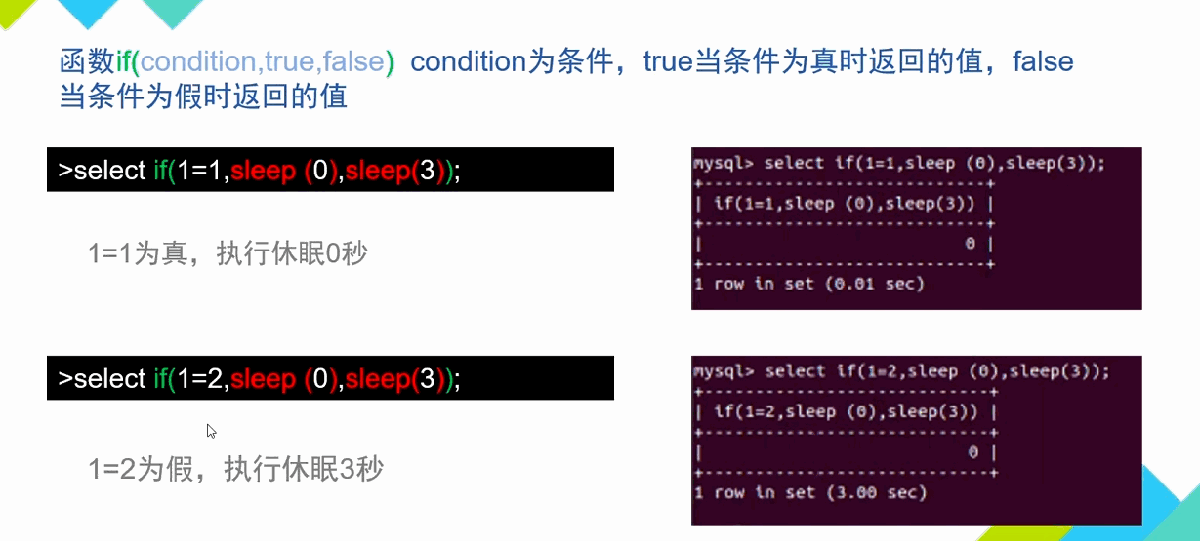 函数if(condition,true,false) condition为条件，true当条件为真时返回的值，false
当条件为假时返回的值
>select if(1=1,sleep (0),sleep(3));
1=1为真，执行休眠0秒
mysql> select if(1=1,sleep (0),sleep(3));
+-----------------------------+
| if(1=1,sleep (0),sleep(3)) |
+-----------------------------+
| 0 |
+-----------------------------+
1 row in set (0.01 sec)
>select if(1=2,sleep (0),sleep(3));
1=2为假，执行休眠3秒
mysql> select if(1=2,sleep (0),sleep(3));
+-----------------------------+
| if(1=2,sleep (0),sleep(3)) |
+-----------------------------+
| 0 |
+-----------------------------+
1 row in set (3.00 sec)